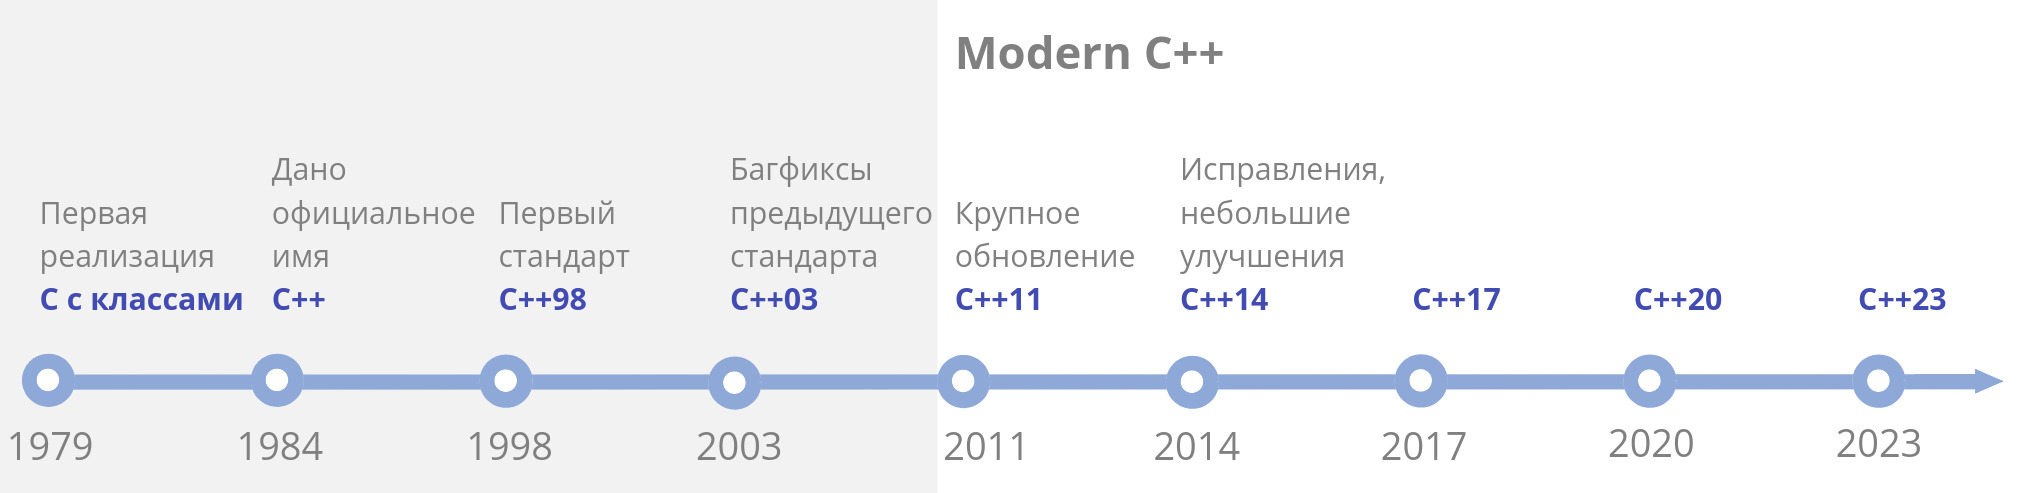 Modern C++
Первая
реализация
С с классами
Дано
официальное
имя
C++
Первый
стандарт
C++98
Багфиксы
предыдущего
стандарта
C++03
Крупное
обновление
C++11
Исправления,
небольшие
улучшения
C++14
C++17
C++20
C++23
1979
1984
1998
2003
2011
2014
2017
2020
2023